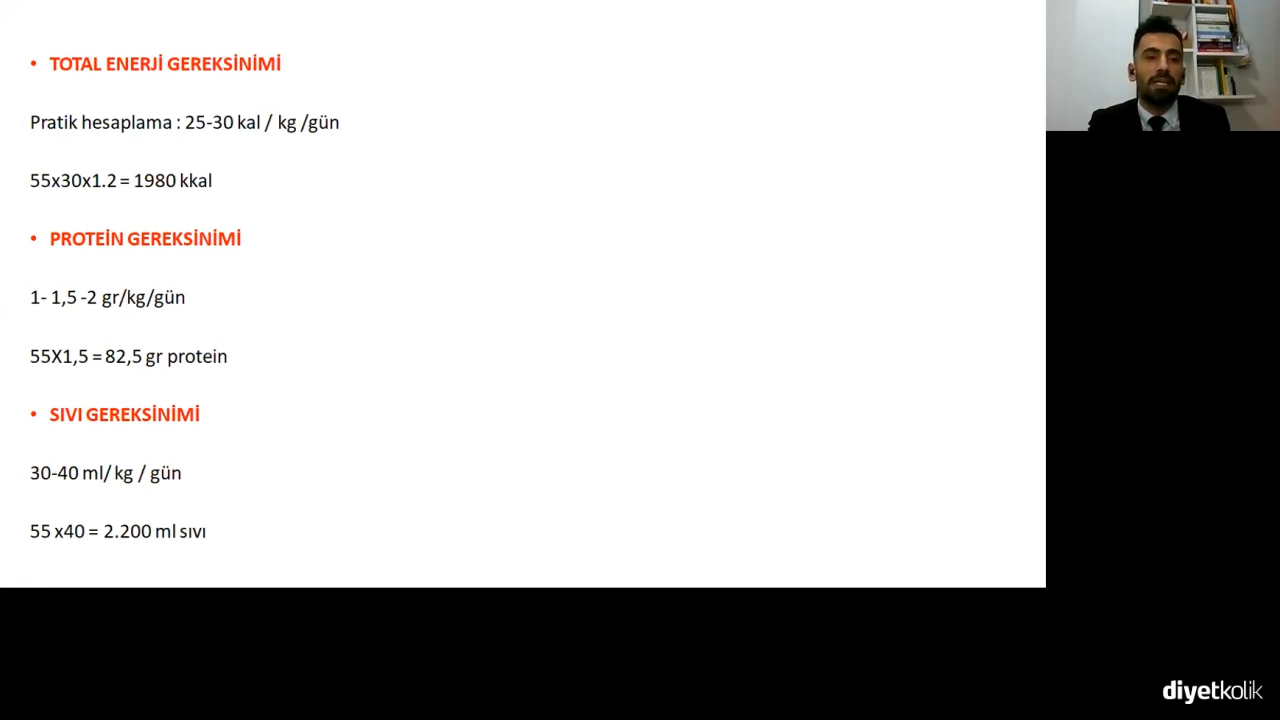 • TOTAL ENERJİ GEREKSİNİMİ
Pratik hesaplama : 25-30 kal / kg /gün
55x30x1.2 = 1980 kkal
• PROTEİN GEREKSİNİMİ
1- 1,5 -2 gr/kg/gün
55X1,5 = 82,5 gr protein
• SIVI GEREKSİNİMİ
30-40 ml/ kg / gün
55 x40 = 2.200 ml sıvı
diyetkolik